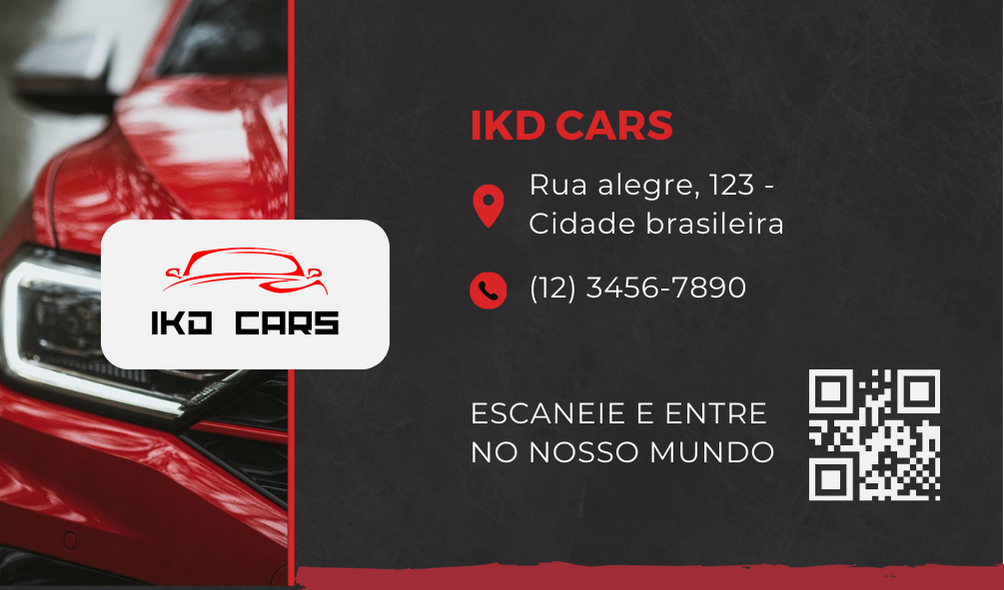 IKD CARS
Rua alegre, 123 -
Cidade brasileira
IKD CARS
(12) 3456-7890
ESCANEIE E ENTRE
NO NOSSO MUNDO